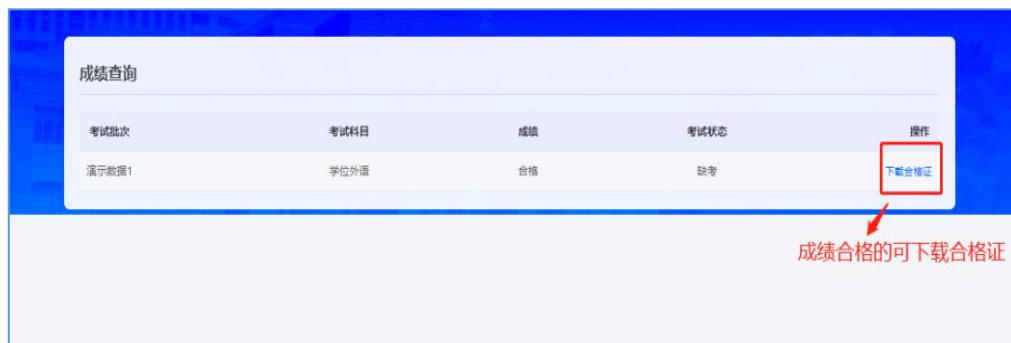 成绩查询
考试批次 考试科目 成绩 考试状态 操作
演示数据1 学位外语 合格 缺考 下载合格证
成绩合格的可下载合格证